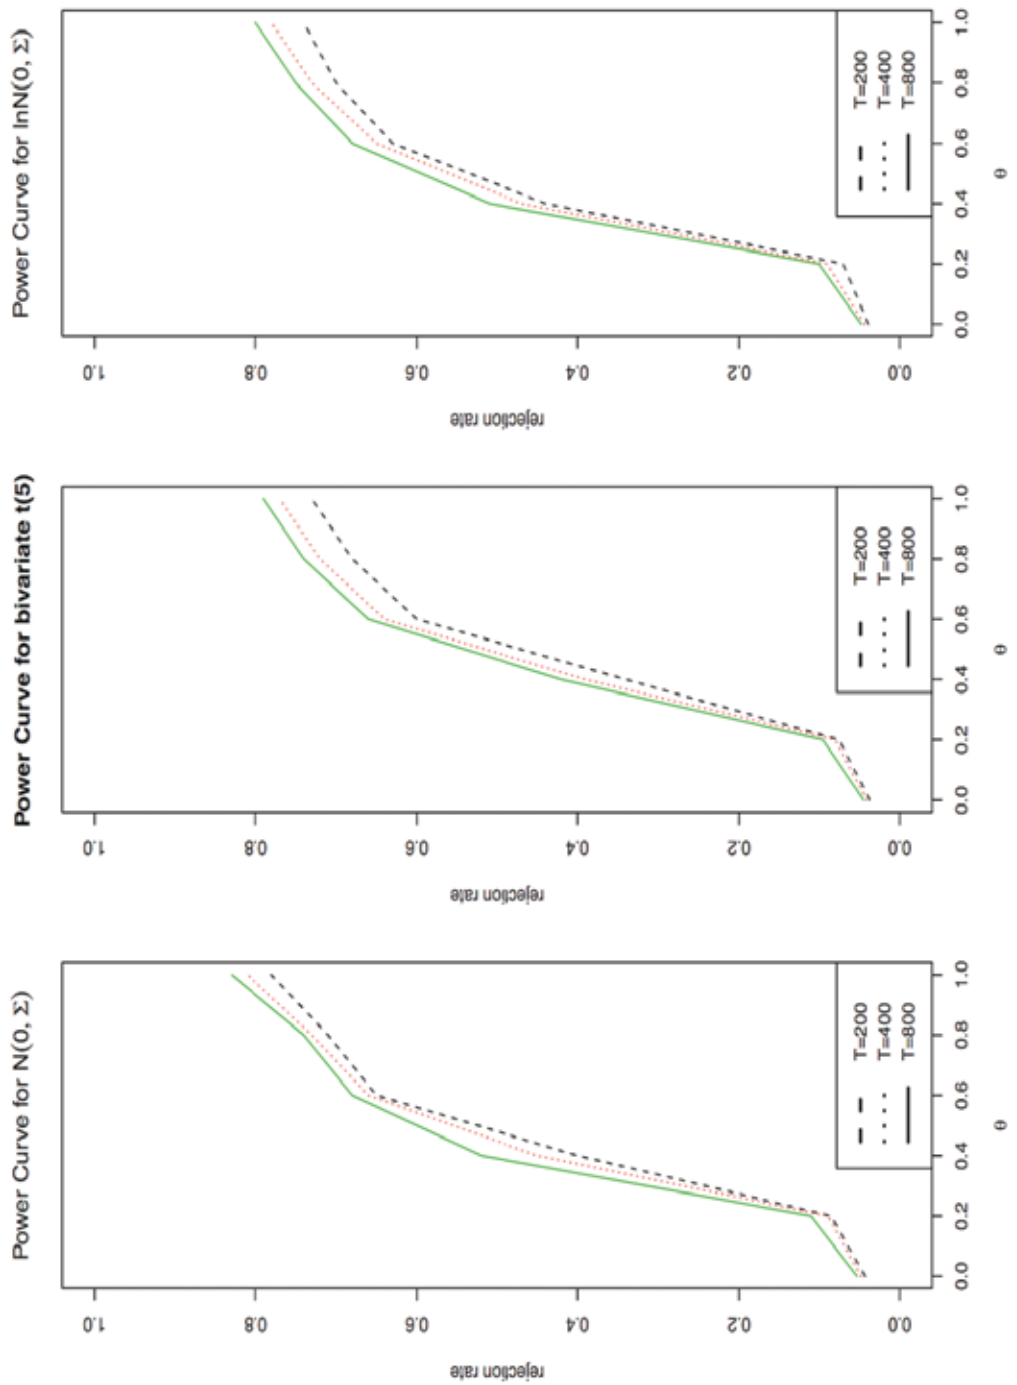 Power Curve for N(0, Σ)
rejection rate
1.0
0.8
0.6
0.4
0.2
0.0
T=200
T=400
T=800
0.0 0.2 0.4 0.6 0.8 1.0
θ
Power Curve for bivariate t(5)
rejection rate
1.0
0.8
0.6
0.4
0.2
0.0
T=200
T=400
T=800
0.0 0.2 0.4 0.6 0.8 1.0
θ
Power Curve for lnN(0, Σ)
rejection rate
1.0
0.8
0.6
0.4
0.2
0.0
T=200
T=400
T=800
0.0 0.2 0.4 0.6 0.8 1.0
θ